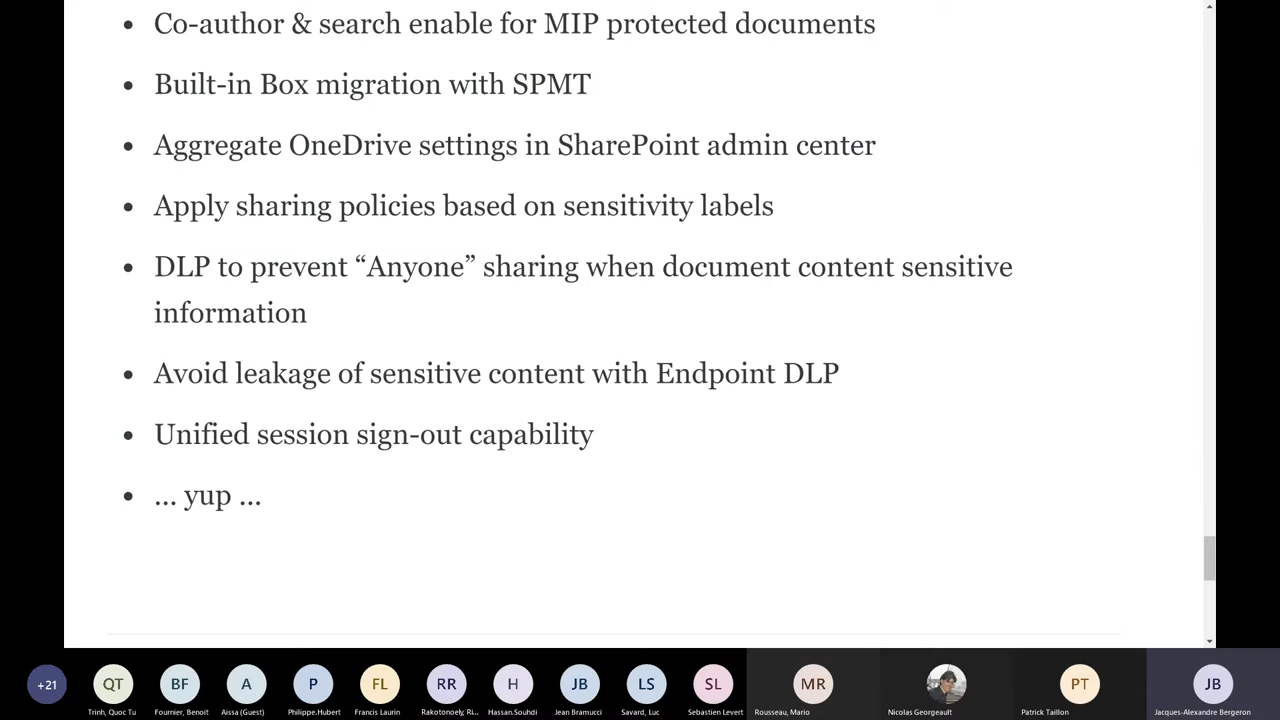 Co-author & search enable for MIP protected documents
Built-in Box migration with SPMT
Aggregate OneDrive settings in SharePoint admin center
Apply sharing policies based on sensitivity labels
DLP to prevent “Anyone” sharing when document content sensitive
information
Avoid leakage of sensitive content with Endpoint DLP
Unified session sign-out capability
... yup ...
+21 QT BF A P FL RR H JB LS SL MR PT JB
Trinh, Quoc Tu Fournier, Benoit Aissa (Guest) Philippe.Hubert Francis Laurin Rakotonoely, Ri... Hassan.Souhdi Jean Bramucci Savard, Luc Sebastien Levert Rousseau, Mario Nicolas Georgeault Patrick Taillon Jacques-Alexandre Bergeron